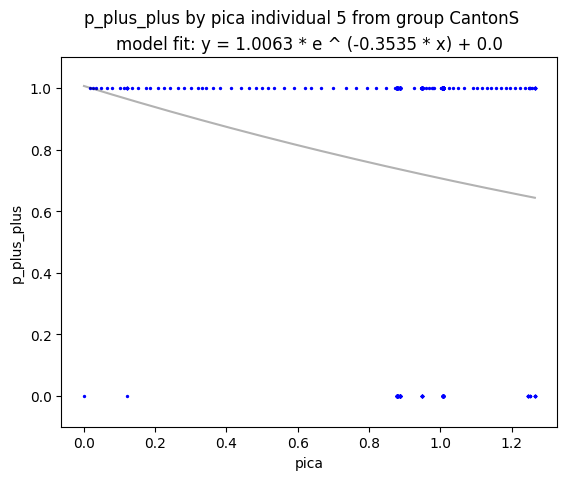 p_plus_plus by pica individual 5 from group CantonS
model fit: y = 1.0063 * e ^ (-0.3535 * x) + 0.0
1.0
0.8
0.6
0.4
0.2
0.0
p_plus_plus
0.0 0.2 0.4 0.6 0.8 1.0 1.2
pica